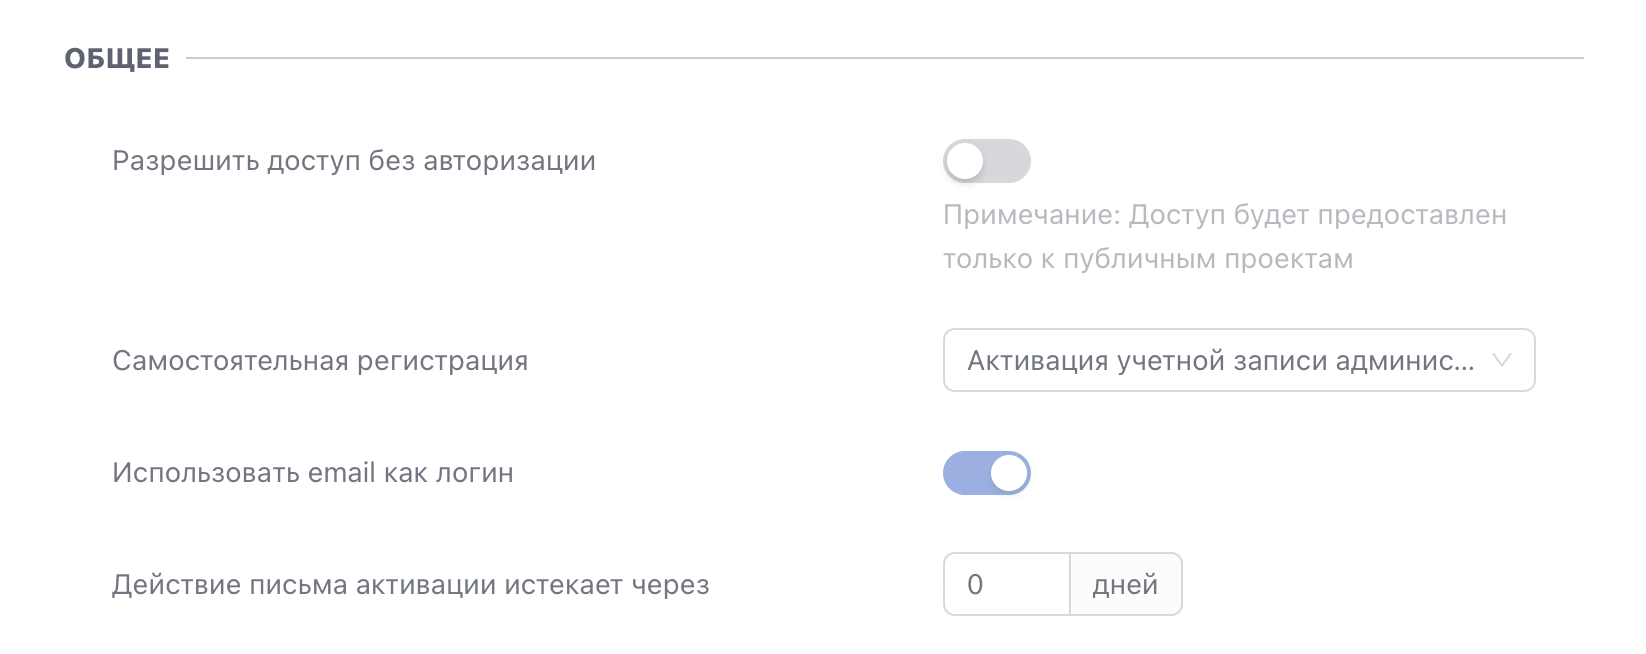 ОБЩЕЕ
Разрешить доступ без авторизации
Примечание: Доступ будет предоставлен
только к публичным проектам
Самостоятельная регистрация
Активация учетной записи админис...
Использовать email как логин
Действие письма активации истекает через
0 дней